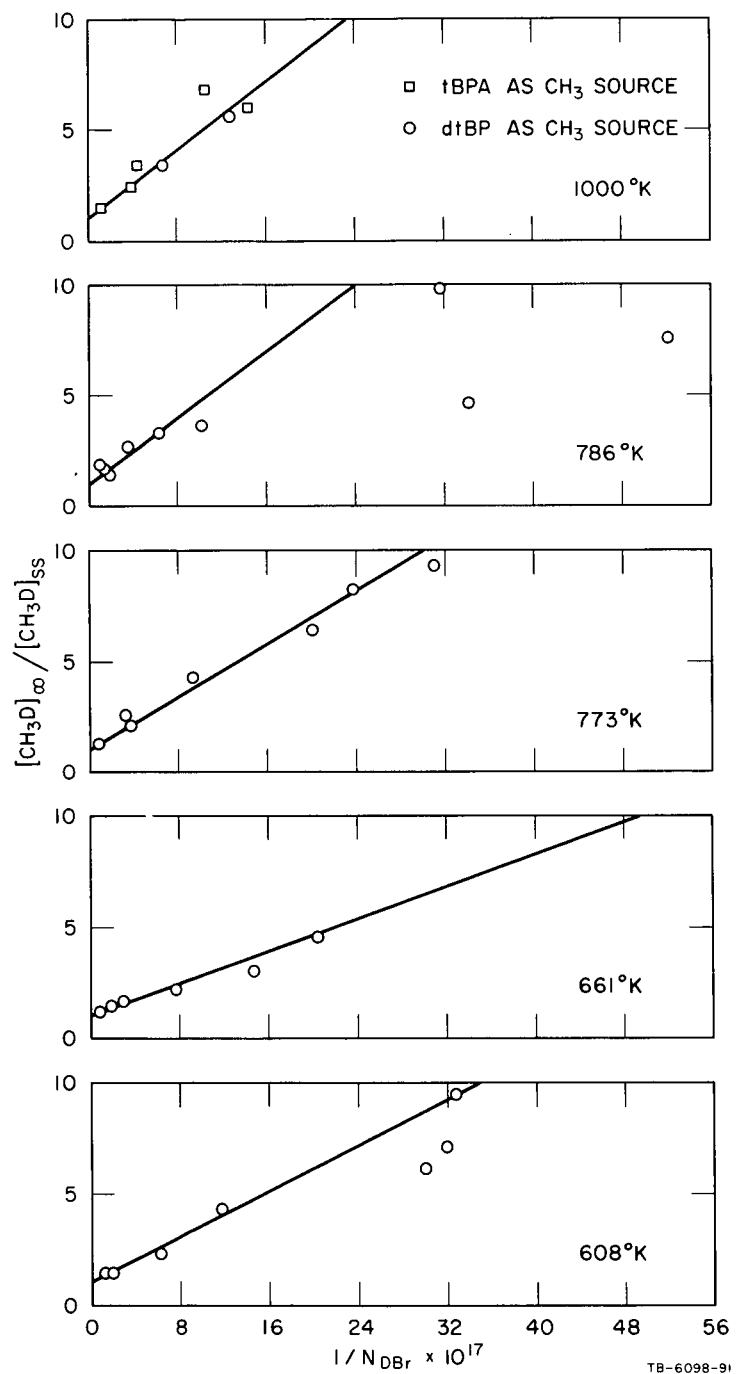 10
5
0
□ tBPA AS CH₃ SOURCE
○ dtBP AS CH₃ SOURCE
1000°K
10
5
0
786°K
10
5
0
773°K
[CH₃D]∞ / [CH₃D]SS
10
5
0
661°K
10
5
0
608°K
0 8 16 24 32 40 48 56
1/N_DBr × 10¹⁷
TB-6098-91